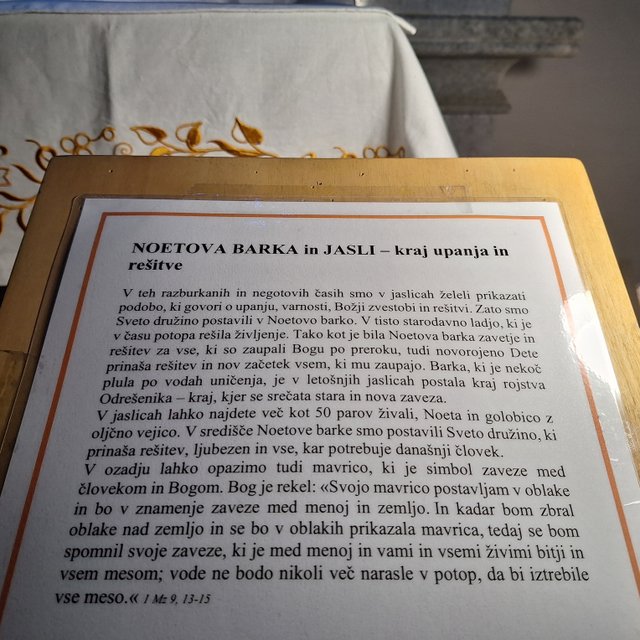 NOETOVA BARKA in JASLI – kraj upanja in
rešitve
V teh razburkanih in negotovih časih smo v jaslicah želeli prikazati
podobo, ki govori o upanju, varnosti, Božji zvestobi in rešitvi. Zato smo
Sveto družino postavili v Noetovo barko. V tisto starodavno ladjo, ki je
v času potopa rešila življenje. Tako kot je bila Noetova barka zavetje in
rešitev za vse, ki so zaupali Bogu po preroku, tudi novorojeno Dete
prinaša rešitev in nov začetek vsem, ki mu zaupajo. Barka, ki je nekoč
plula po vodah uničenja, je v letošnjih jaslicah postala kraj rojstva
Odrešenika – kraj, kjer se srečata stara in nova zaveza.
V jaslicah lahko najdete več kot 50 parov živali, Noeta in golobico z
oljčno vejico. V središče Noetove barke smo postavili Sveto družino, ki
prinaša rešitev, ljubezen in vse, kar potrebuje današnji človek.
V ozadju lahko opazimo tudi mavrico, ki je simbol zaveze med
človekom in Bogom. Bog je rekel: «Svojo mavrico postavljam v oblake
in bo v znamenje zaveze med menoj in zemljo. In kadar bom zbral
oblake nad zemljo in se bo v oblakih prikazala mavrica, tedaj se bom
spomnil svoje zaveze, ki je med menoj in vami in vsemi živimi bitji in
vsem mesom; vode ne bodo nikoli več narasle v potop, da bi iztrebile
vse meso.« 1 Mz 9, 13-15